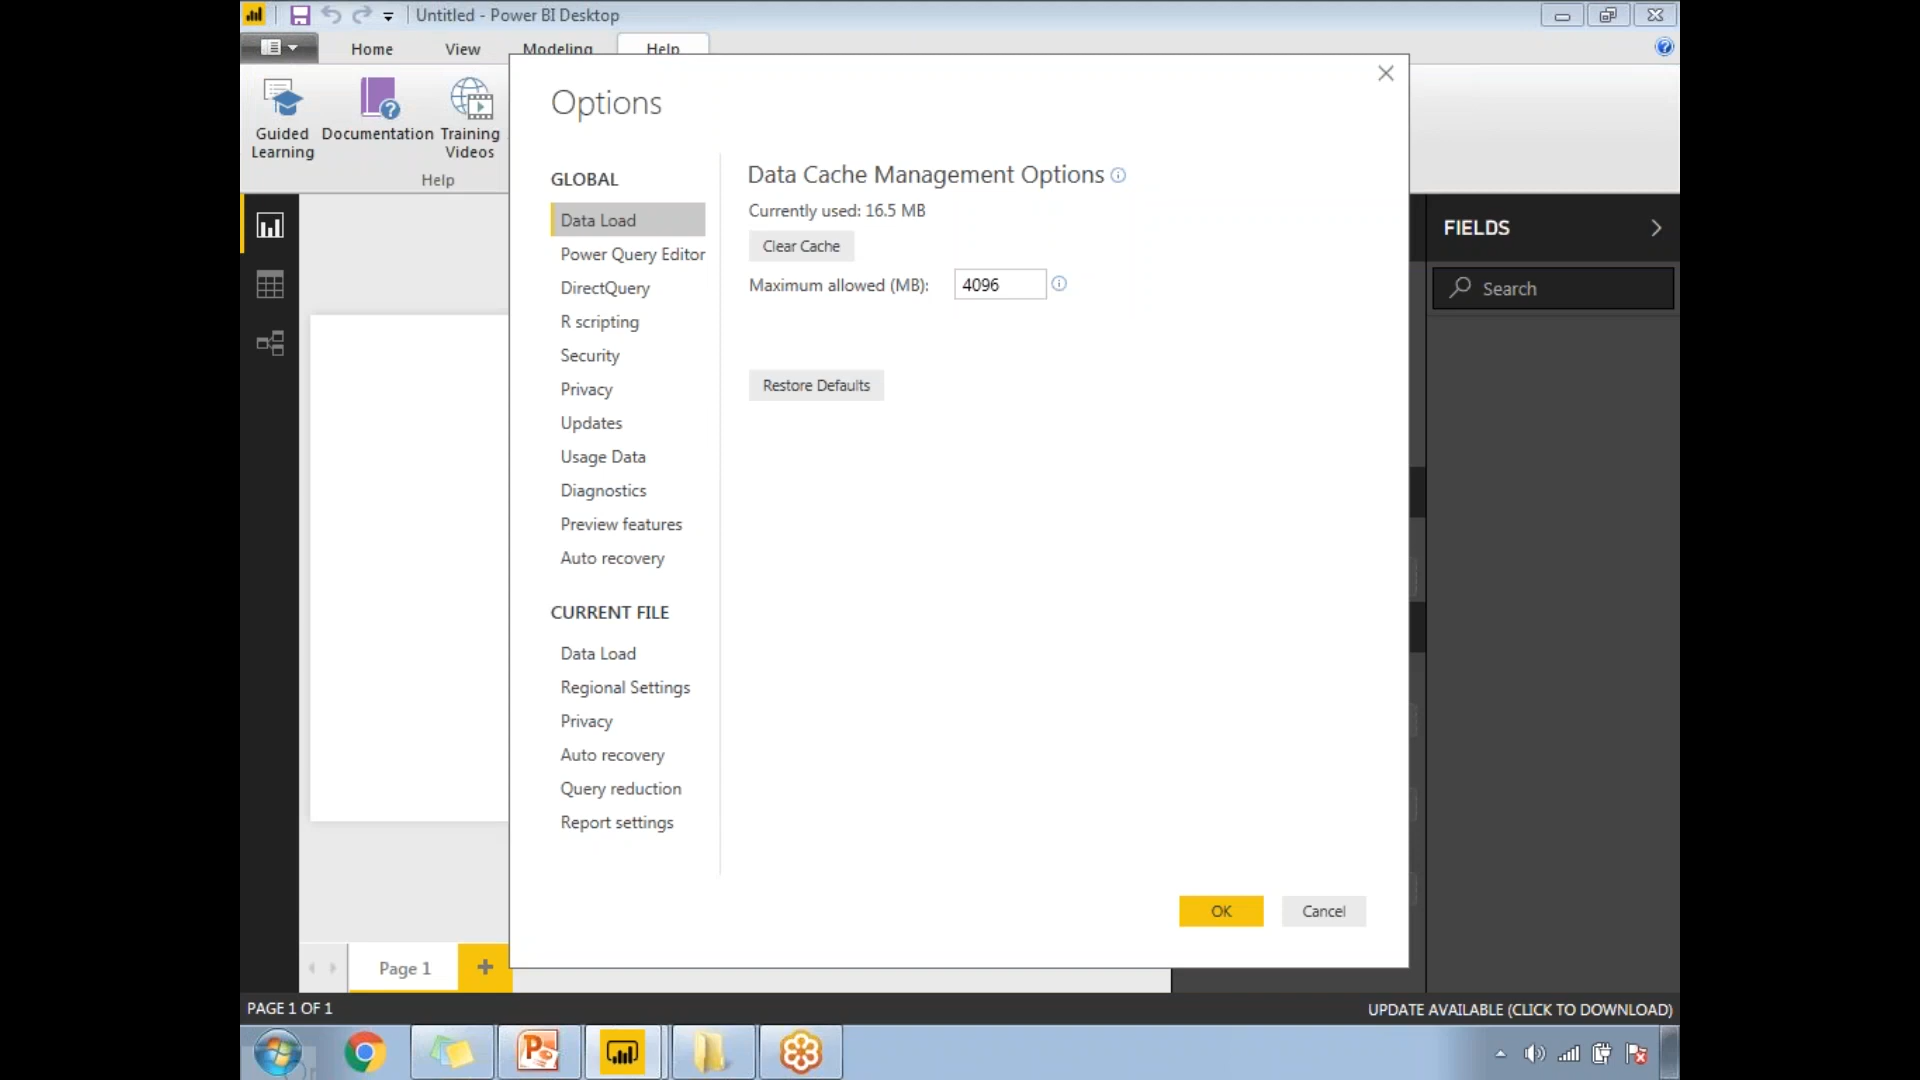 Untitled - Power BI Desktop
Home View Modeling Help
Guided Learning
Documentation
Training Videos
Help
Options
GLOBAL
Data Load
Power Query Editor
DirectQuery
R scripting
Security
Privacy
Updates
Usage Data
Diagnostics
Preview features
Auto recovery
CURRENT FILE
Data Load
Regional Settings
Privacy
Auto recovery
Query reduction
Report settings
Data Cache Management Options
Currently used: 16.5 MB
Clear Cache
Maximum allowed (MB): 4096
Restore Defaults
OK Cancel
FIELDS
Search
Page 1
PAGE 1 OF 1
UPDATE AVAILABLE (CLICK TO DOWNLOAD)